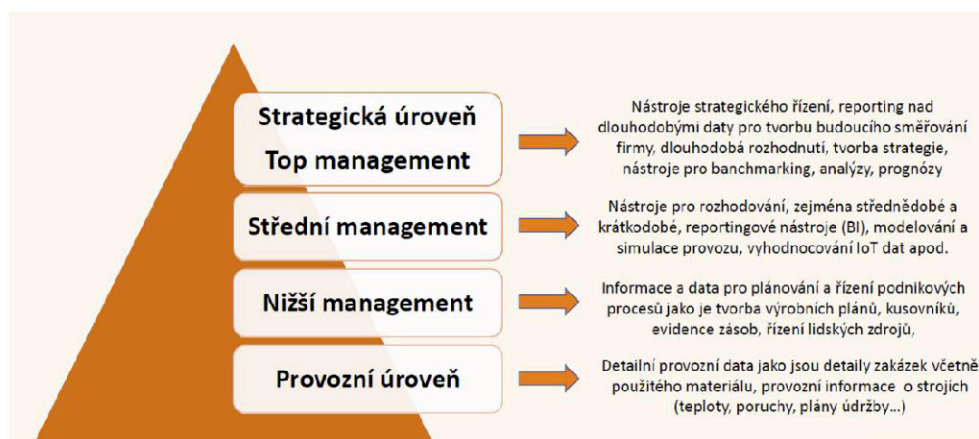 Strategická úroveň
Top management
Nástroje strategického řízení, reporting nad
dlouhodobými daty pro tvorbu budoucího směřování
firmy, dlouhodobá rozhodnutí, tvorba strategie,
nástroje pro banchmarking, analýzy, prognózy
Střední management
Nástroje pro rozhodování, zejména střednědobé a
krátkodobé, reportingové nástroje (BI), modelování a
simulace provozu, vyhodnocování IoT dat apod.
Nižší management
Informace a data pro plánování a řízení podnikových
procesů jako je tvorba výrobních plánů, kusovníků,
evidence zásob, řízení lidských zdrojů,
Provozní úroveň
Detailní provozní data jako jsou detaily zakázek včetně
použitého materiálu, provozní informace o strojích
(teploty, poruchy, plány údržby...)